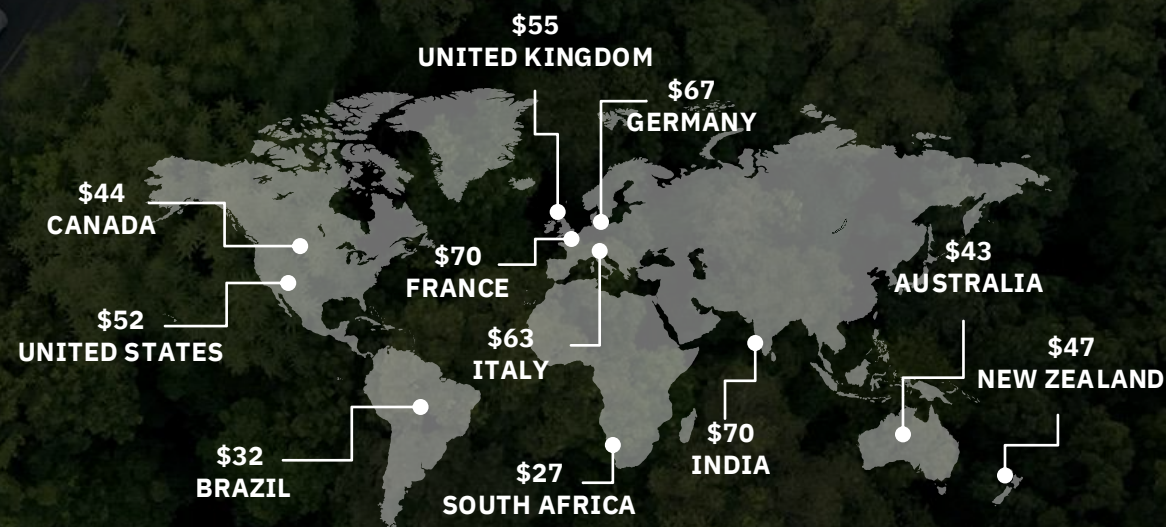 $55
UNITED KINGDOM
$67
GERMANY
$44
CANADA
$70
FRANCE
$43
AUSTRALIA
$52
UNITED STATES
$63
ITALY
$47
NEW ZEALAND
$32
BRAZIL
$27
SOUTH AFRICA
$70
INDIA